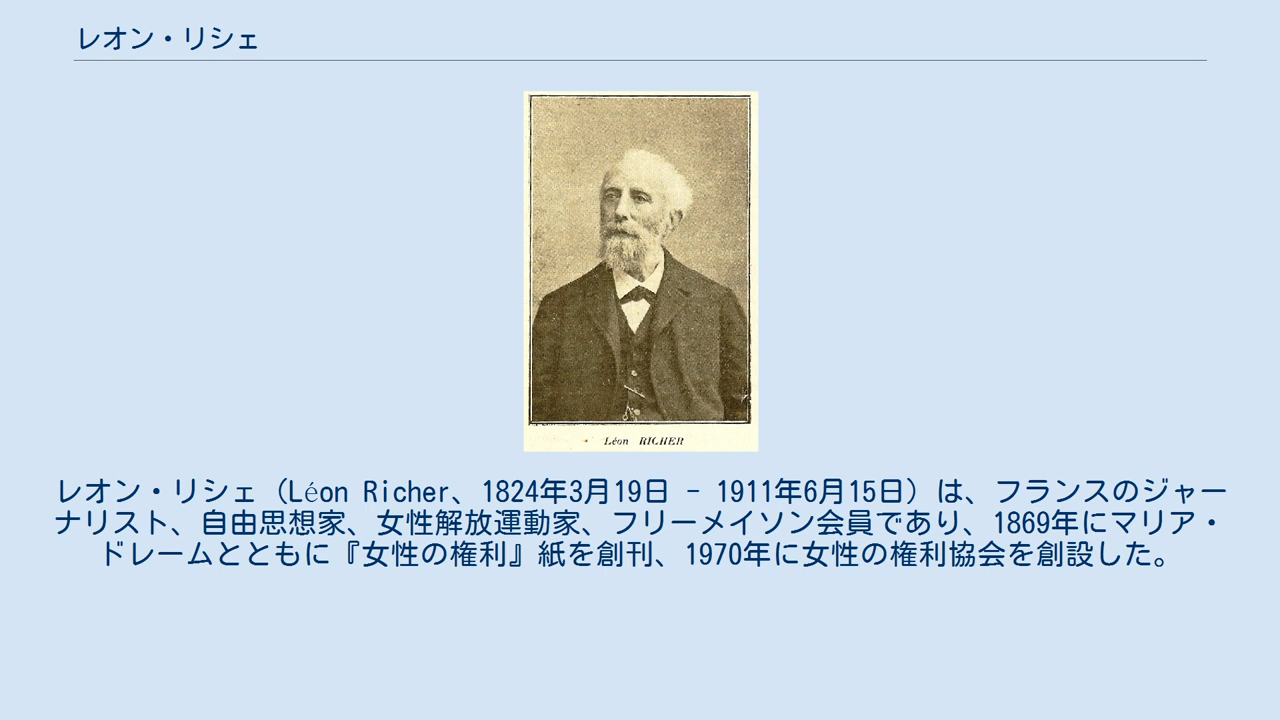 レオン・リシェ
Léon RICHER
レオン・リシェ（Léon Richer、1824年3月19日 - 1911年6月15日）は、フランスのジャー
ナリスト、自由思想家、女性解放運動家、フリーメイソン会員であり、1869年にマリア・
ドレームとともに『女性の権利』紙を創刊、1970年に女性の権利協会を創設した。